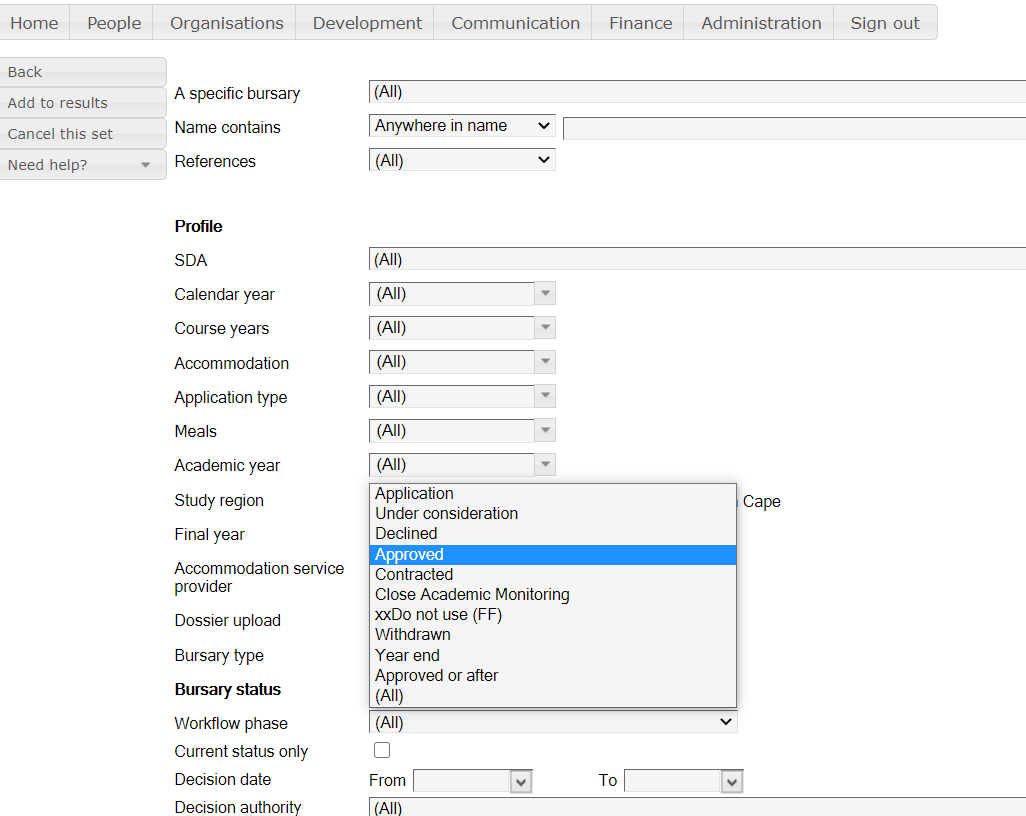 Home People Organisations Development Communication Finance Administration Sign out
Back
Add to results
Cancel this set
Need help?
A specific bursary (All)
Name contains Anywhere in name
References (All)
Profile
SDA (All)
Calendar year (All)
Course years (All)
Accommodation (All)
Application type (All)
Meals (All)
Academic year (All)
Study region Cape
Final year
Accommodation service
provider
Dossier upload
Bursary type
Application
Under consideration
Declined
Approved
Contracted
Close Academic Monitoring
xxDo not use (FF)
Withdrawn
Year end
Approved or after
(All)
Bursary status
Workflow phase (All)
Current status only
Decision date From To
Decision authority (All)